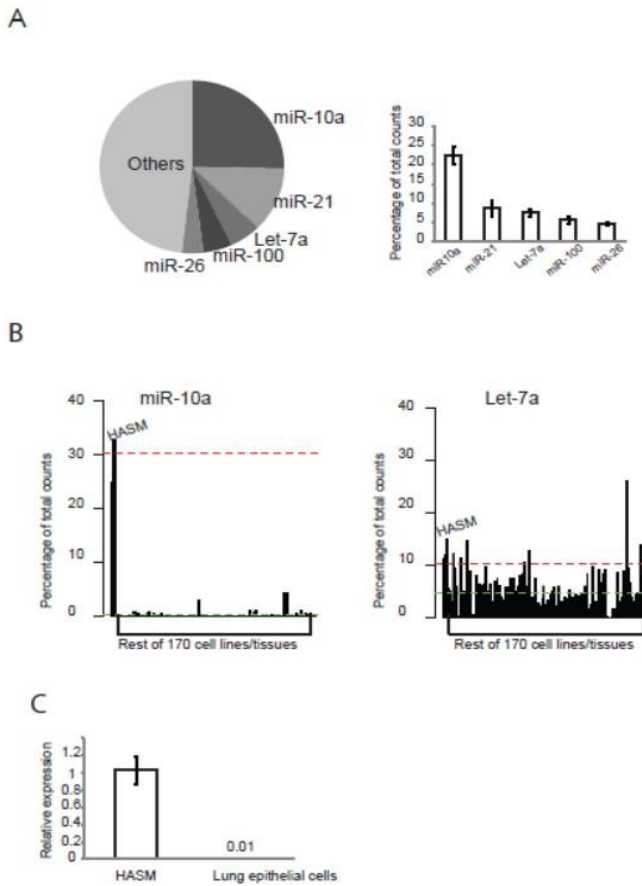 A
Others
miR-10a
miR-21
Let-7a
miR-100
miR-26
Percentage of total counts
30
25
20
15
10
5
0
miR10a
miR-21
Let-7a
miR-100
miR-26
B
miR-10a
Percentage of total counts
40
30
20
10
0
HASM
Rest of 170 cell lines/tissues
Let-7a
Percentage of total counts
40
30
20
10
0
HASM
Rest of 170 cell lines/tissues
C
Relative expression
1.2
1
0.8
0.6
0.4
0.2
0
0.01
HASM
Lung epithelial cells